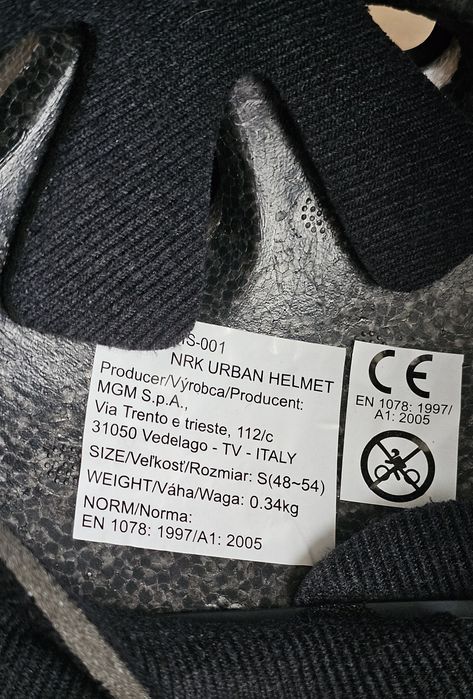 IS-001
NRK URBAN HELMET
Producer/Výrobca/Producent:
MGM S.p.A.,
Via Trento e trieste, 112/c
31050 Vedelago - TV - ITALY
SIZE/Veľkosť/Rozmiar: S(48~54)
WEIGHT/Váha/Waga: 0.34kg
NORM/Norma:
EN 1078: 1997/A1: 2005
CE
EN 1078: 1997/
A1: 2005